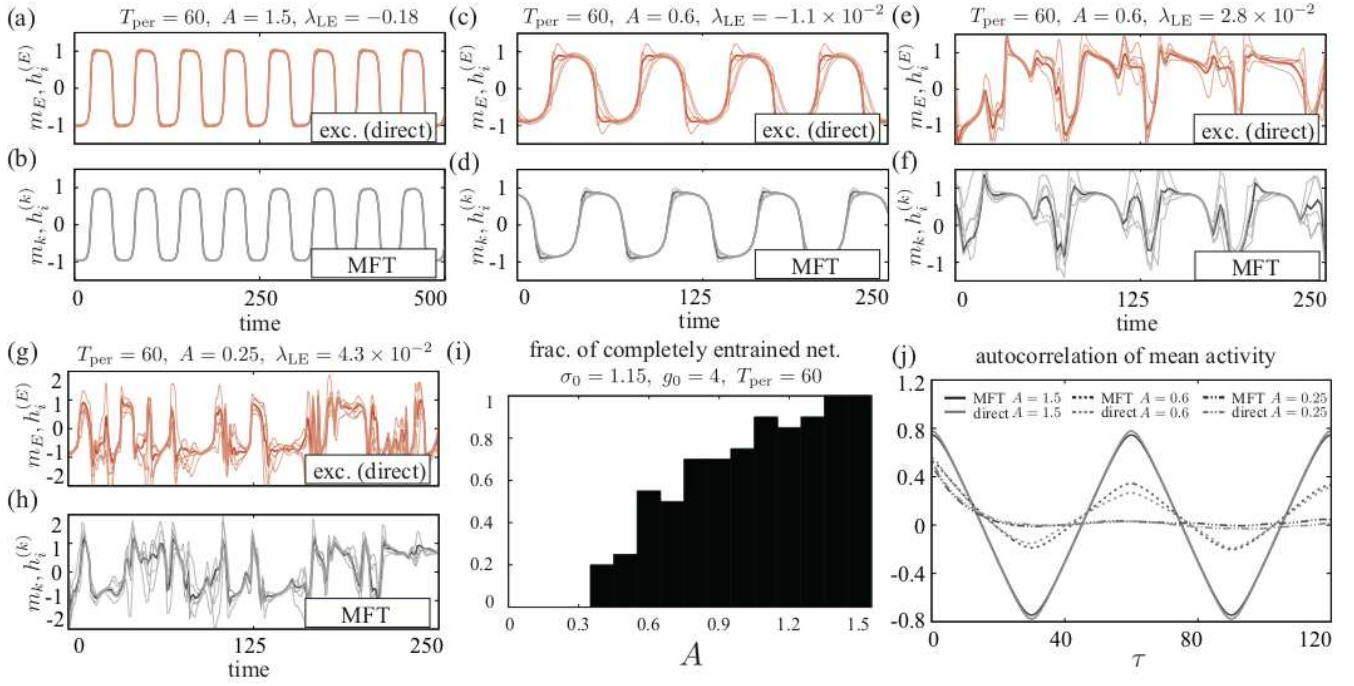 (a) T_per = 60, A = 1.5, λ_LE = −0.18
m_E, h_i^(E)
1
0
-1
exc. (direct)
(b)
m_k, h_i^(k)
1
0
-1
MFT
0 250 500
time
(c) T_per = 60, A = 0.6, λ_LE = −1.1 × 10^−2
m_E, h_i^(E)
1
0
-1
exc. (direct)
(d)
m_k, h_i^(k)
1
0
-1
MFT
0 125 250
time
(e) T_per = 60, A = 0.6, λ_LE = 2.8 × 10^−2
m_E, h_i^(E)
1
0
-1
exc. (direct)
(f)
m_k, h_i^(k)
1
0
-1
MFT
0 125 250
time
(g) T_per = 60, A = 0.25, λ_LE = 4.3 × 10^−2
m_E, h_i^(E)
2
1
0
-1
-2
exc. (direct)
(h)
m_k, h_i^(k)
2
1
0
-1
-2
MFT
0 125 250
time
(i) frac. of completely entrained net.
σ_0 = 1.15, g_0 = 4, T_per = 60
1
0.8
0.6
0.4
0.2
0
0 0.3 0.6 0.9 1.2 1.5
A
(j) autocorrelation of mean activity
1.2
0.8
0.4
0
-0.4
-0.8
MFT A = 1.5 MFT A = 0.6 MFT A = 0.25
direct A = 1.5 direct A = 0.6 direct A = 0.25
0 40 80 120
τ